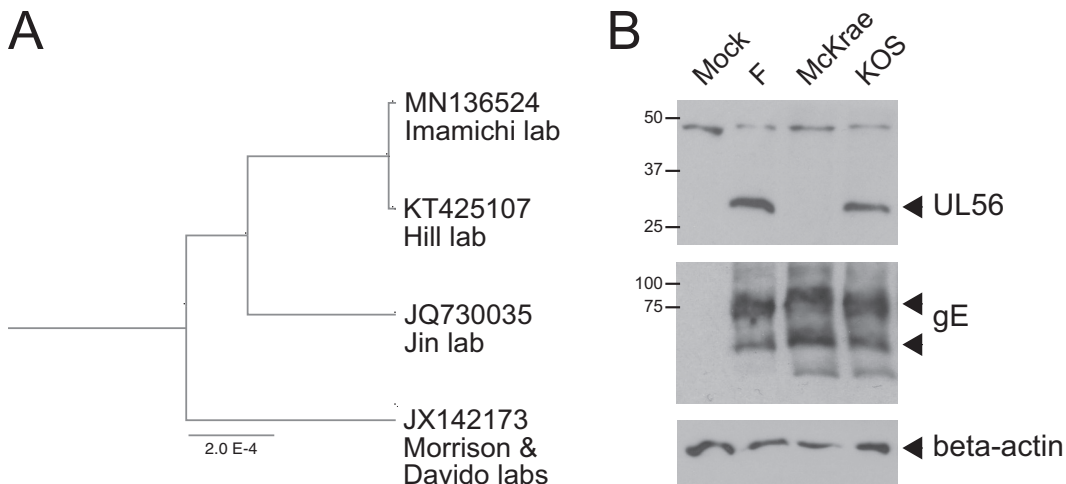 A
MN136524
Imamichi lab
KT425107
Hill lab
JQ730035
Jin lab
JX142173
Morrison &
Davido labs
2.0 E-4
B
Mock
F
McKrae
KOS
50
37
25
UL56
100
75
gE
beta-actin